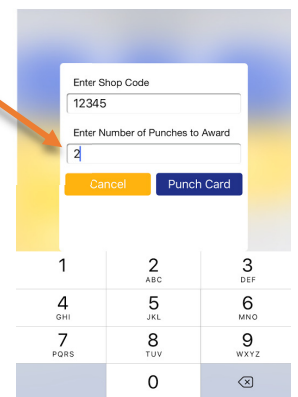 Enter Shop Code
12345
Enter Number of Punches to Award
2
Cancel Punch Card
1 2 3
ABC DEF
4 5 6
GHI JKL MNO
7 8 9
PQRS TUV WXYZ
0